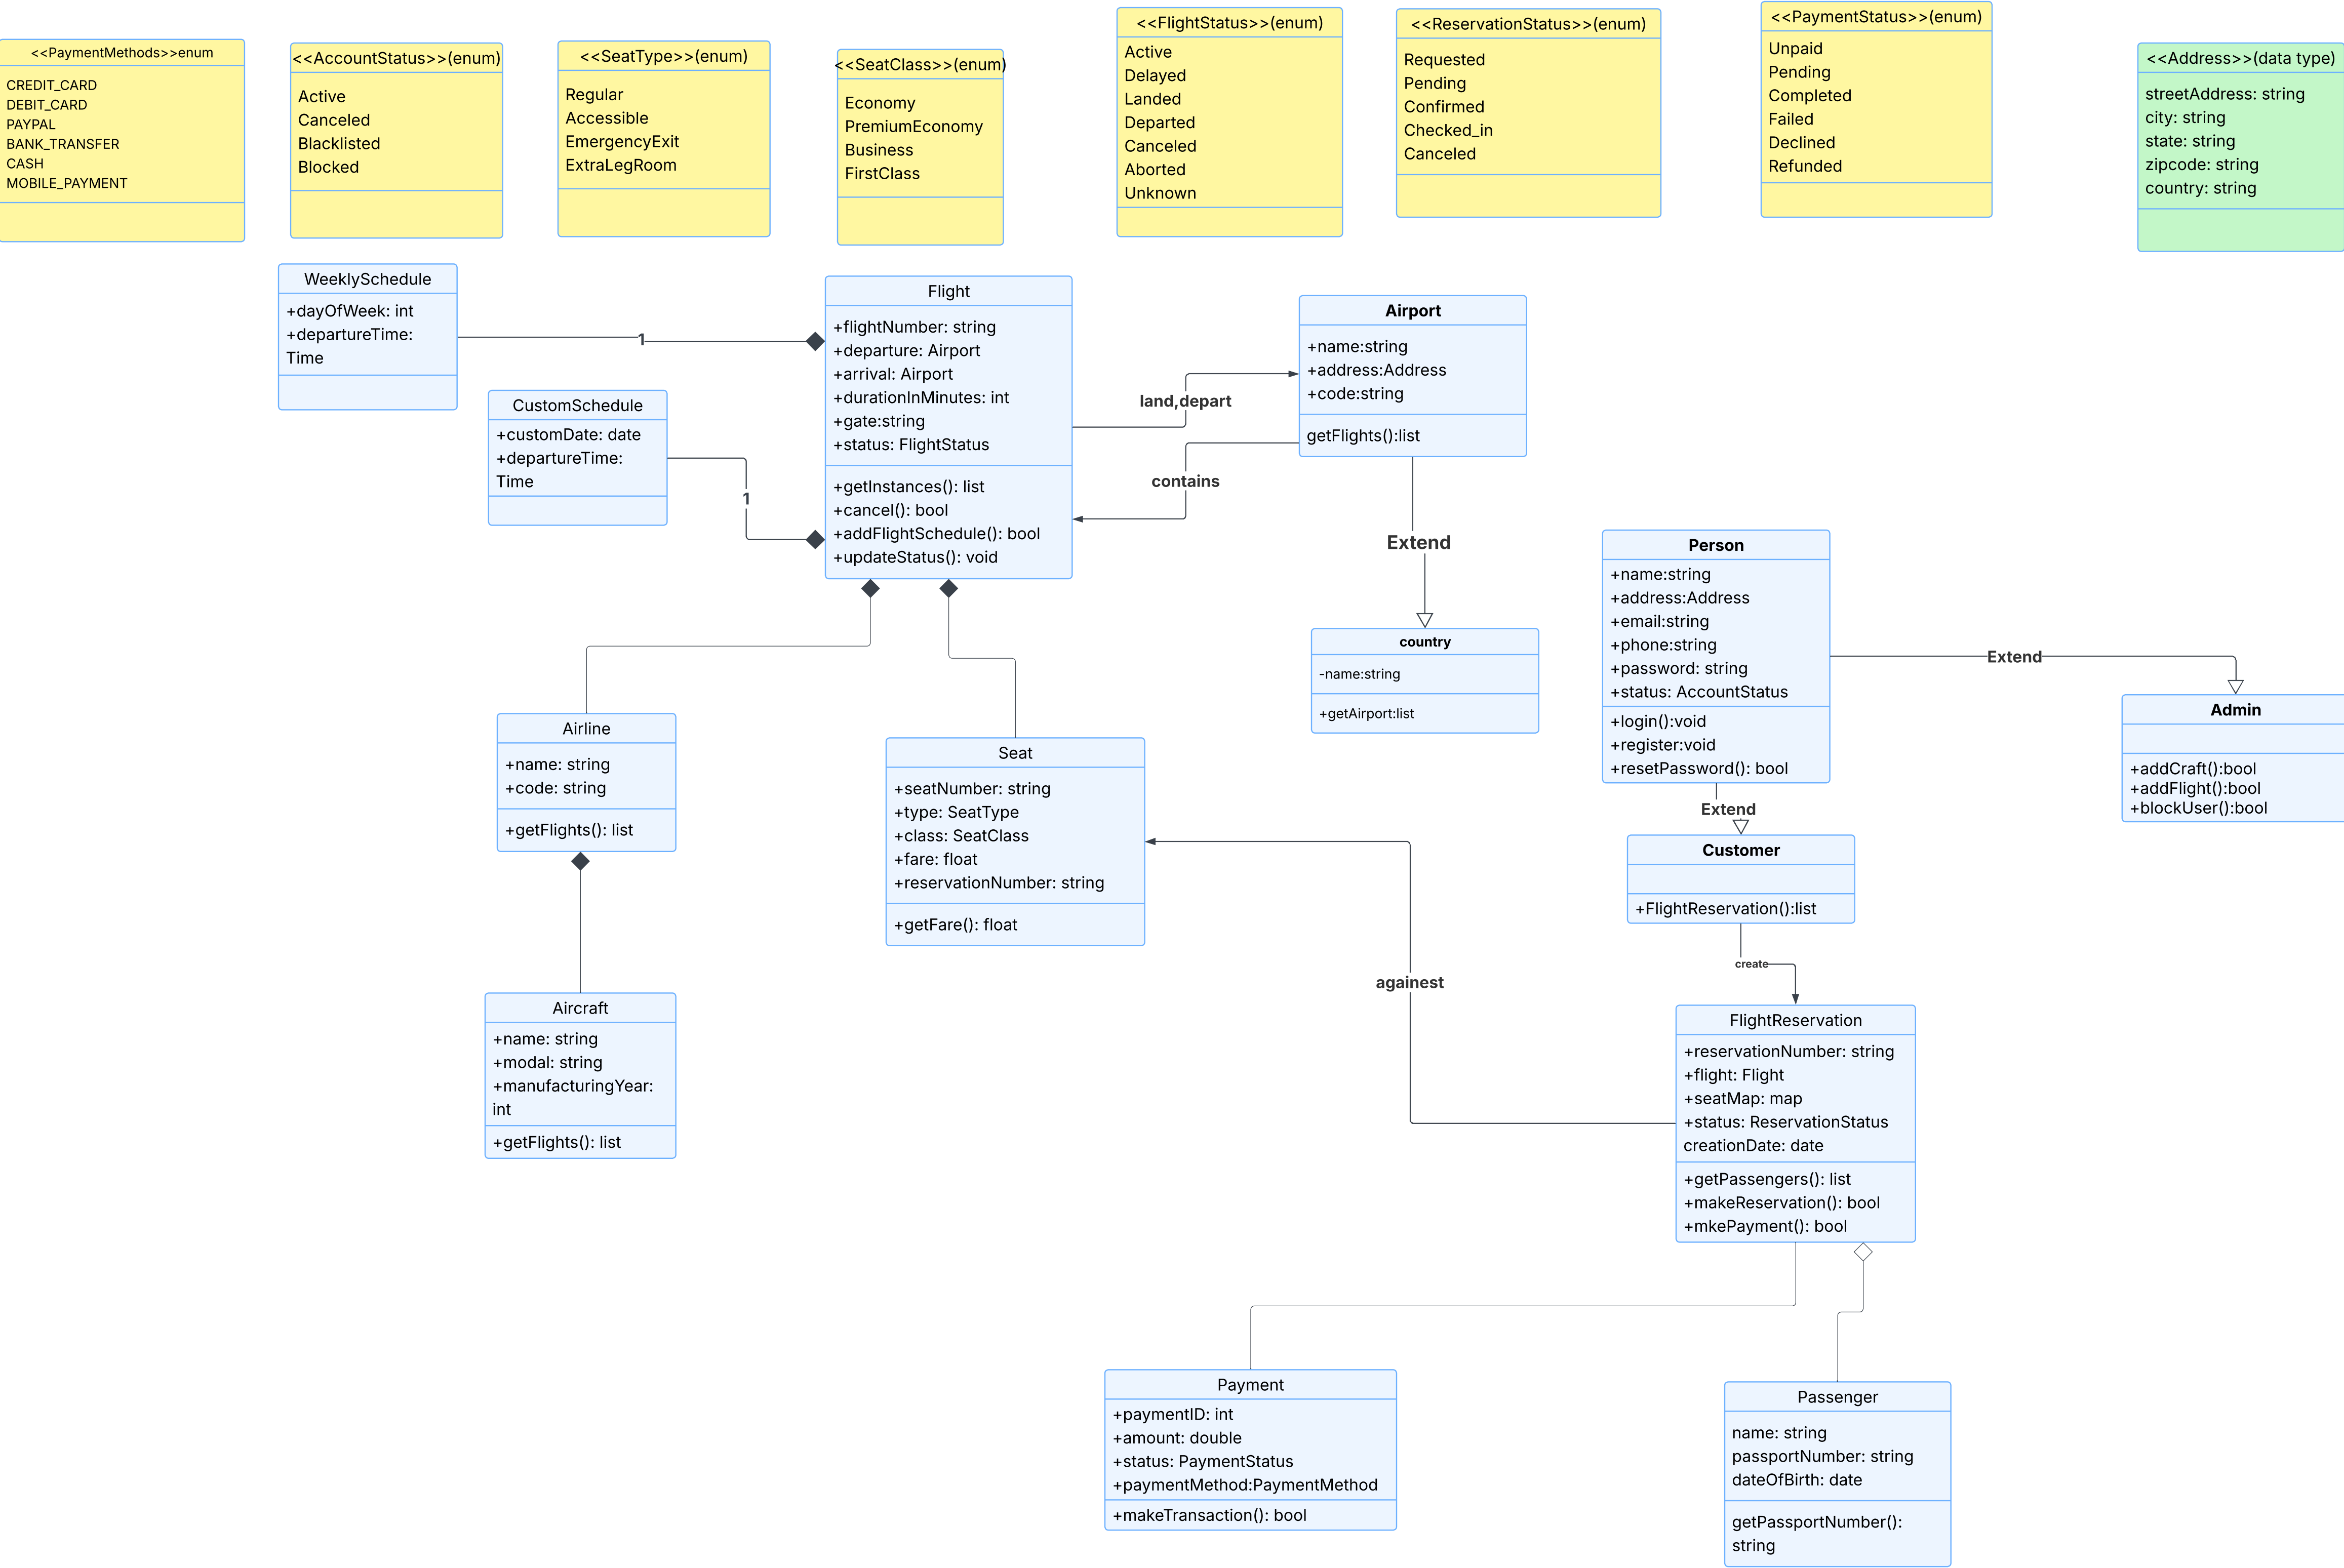 <<PaymentMethods>>enum
CREDIT_CARD
DEBIT_CARD
PAYPAL
BANK_TRANSFER
CASH
MOBILE_PAYMENT
<<AccountStatus>>(enum)
Active
Canceled
Blacklisted
Blocked
<<SeatType>>(enum)
Regular
Accessible
EmergencyExit
ExtraLegRoom
<<SeatClass>>(enum)
Economy
PremiumEconomy
Business
FirstClass
<<FlightStatus>>(enum)
Active
Delayed
Landed
Departed
Canceled
Aborted
Unknown
<<ReservationStatus>>(enum)
Requested
Pending
Confirmed
Checked_in
Canceled
<<PaymentStatus>>(enum)
Unpaid
Pending
Completed
Failed
Declined
Refunded
<<Address>>(data type)
streetAddress: string
city: string
state: string
zipcode: string
country: string
WeeklySchedule
+dayOfWeek: int
+departureTime:
Time
1
CustomSchedule
+customDate: date
+departureTime:
Time
1
Flight
+flightNumber: string
+departure: Airport
+arrival: Airport
+durationInMinutes: int
+gate:string
+status: FlightStatus
+getInstances(): list
+cancel(): bool
+addFlightSchedule(): bool
+updateStatus(): void
land,depart
contains
Airport
+name:string
+address:Address
+code:string
getFlights():list
Extend
country
-name:string
+getAirport:list
Person
+name:string
+address:Address
+email:string
+phone:string
+password: string
+status: AccountStatus
+login():void
+register:void
+resetPassword(): bool
Extend
Admin
+addCraft():bool
+addFlight():bool
+blockUser():bool
Extend
Customer
+FlightReservation():list
create
Airline
+name: string
+code: string
+getFlights(): list
Seat
+seatNumber: string
+type: SeatType
+class: SeatClass
+fare: float
+reservationNumber: string
+getFare(): float
againest
Aircraft
+name: string
+modal: string
+manufacturingYear:
int
+getFlights(): list
FlightReservation
+reservationNumber: string
+flight: Flight
+seatMap: map
+status: ReservationStatus
creationDate: date
+getPassengers(): list
+makeReservation(): bool
+mkePayment(): bool
Payment
+paymentID: int
+amount: double
+status: PaymentStatus
+paymentMethod:PaymentMethod
+makeTransaction(): bool
Passenger
name: string
passportNumber: string
dateOfBirth: date
getPassportNumber():
string